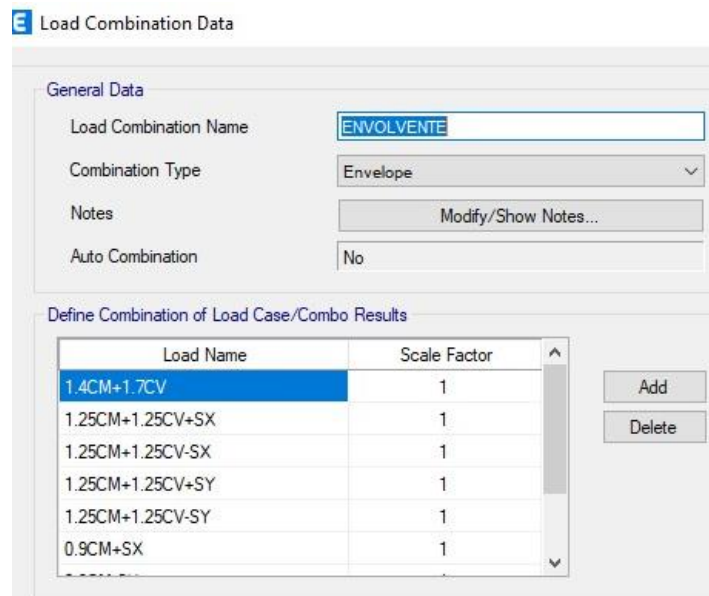 E Load Combination Data
General Data
Load Combination Name ENVOLVENTE
Combination Type Envelope
Notes Modify/Show Notes...
Auto Combination No
Define Combination of Load Case/Combo Results
Load Name Scale Factor
1.4CM+1.7CV 1 Add
1.25CM+1.25CV+SX 1 Delete
1.25CM+1.25CV-SX 1
1.25CM+1.25CV+SY 1
1.25CM+1.25CV-SY 1
0.9CM+SX 1